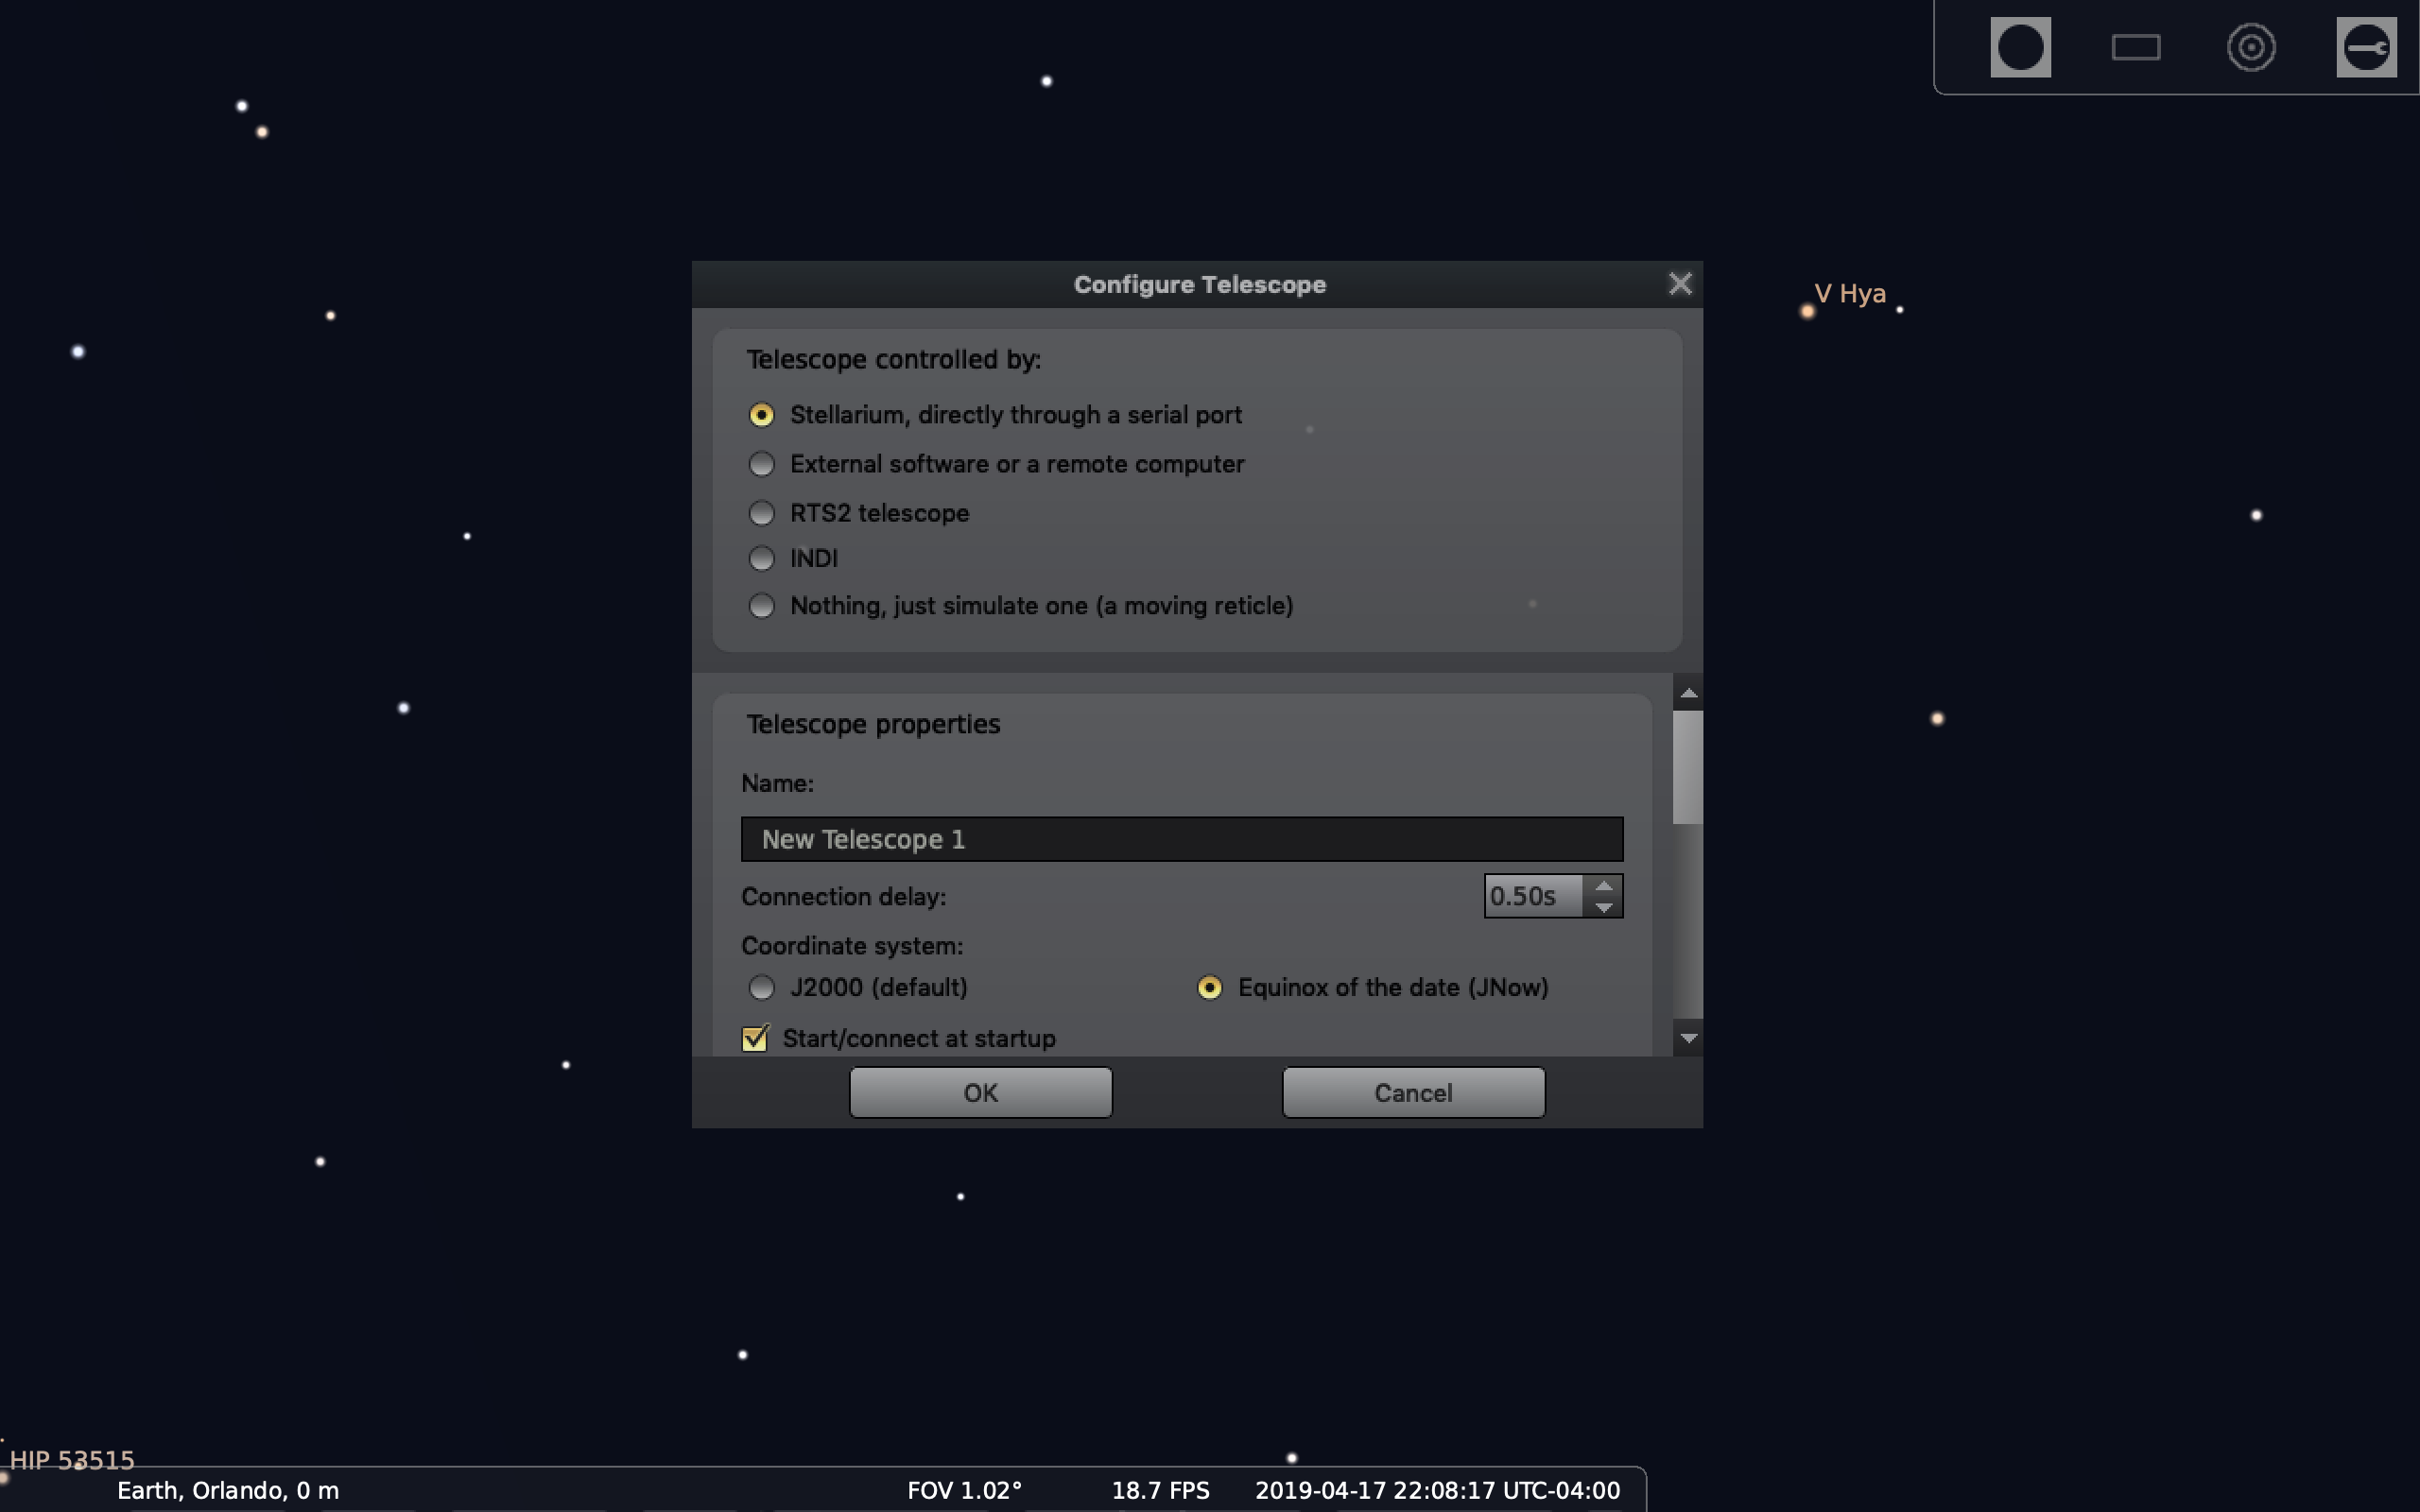 Configure Telescope
V Hya
Telescope controlled by:
Stellarium, directly through a serial port
External software or a remote computer
RTS2 telescope
INDI
Nothing, just simulate one (a moving reticle)
Telescope properties
Name:
New Telescope 1
Connection delay: 0.50s
Coordinate system:
J2000 (default) Equinox of the date (JNow)
Start/connect at startup
OK Cancel
HIP 53515
Earth, Orlando, 0 m FOV 1.02° 18.7 FPS 2019-04-17 22:08:17 UTC-04:00